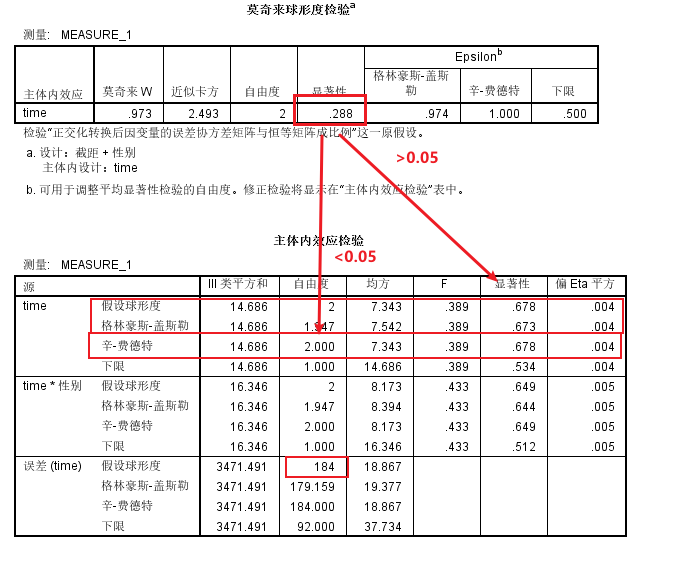 莫奇来球形度检验a
测量: MEASURE_1
Epsilonb
主体内效应 莫奇来 W 近似卡方 自由度 显著性 格林豪斯-盖斯勒 辛-费德特 下限
time .973 2.493 2 .288 .974 1.000 .500
检验“正交化转换后因变量的误差协方差矩阵与恒等矩阵成比例”这一原假设。
a. 设计：截距 + 性别
主体内设计：time
>0.05
b. 可用于调整平均显著性检验的自由度。修正检验将显示在“主体内效应检验”表中。
主体内效应检验
<0.05
测量: MEASURE_1
源 III 类平方和 自由度 均方 F 显著性 偏 Eta 平方
time 假设球形度 14.686 2 7.343 .389 .678 .004
格林豪斯-盖斯勒 14.686 1.947 7.542 .389 .673 .004
辛-费德特 14.686 2.000 7.343 .389 .678 .004
下限 14.686 1.000 14.686 .389 .534 .004
time * 性别 假设球形度 16.346 2 8.173 .433 .649 .005
格林豪斯-盖斯勒 16.346 1.947 8.394 .433 .644 .005
辛-费德特 16.346 2.000 8.173 .433 .649 .005
下限 16.346 1.000 16.346 .433 .512 .005
误差 (time) 假设球形度 3471.491 184 18.867
格林豪斯-盖斯勒 3471.491 179.159 19.377
辛-费德特 3471.491 184.000 18.867
下限 3471.491 92.000 37.734